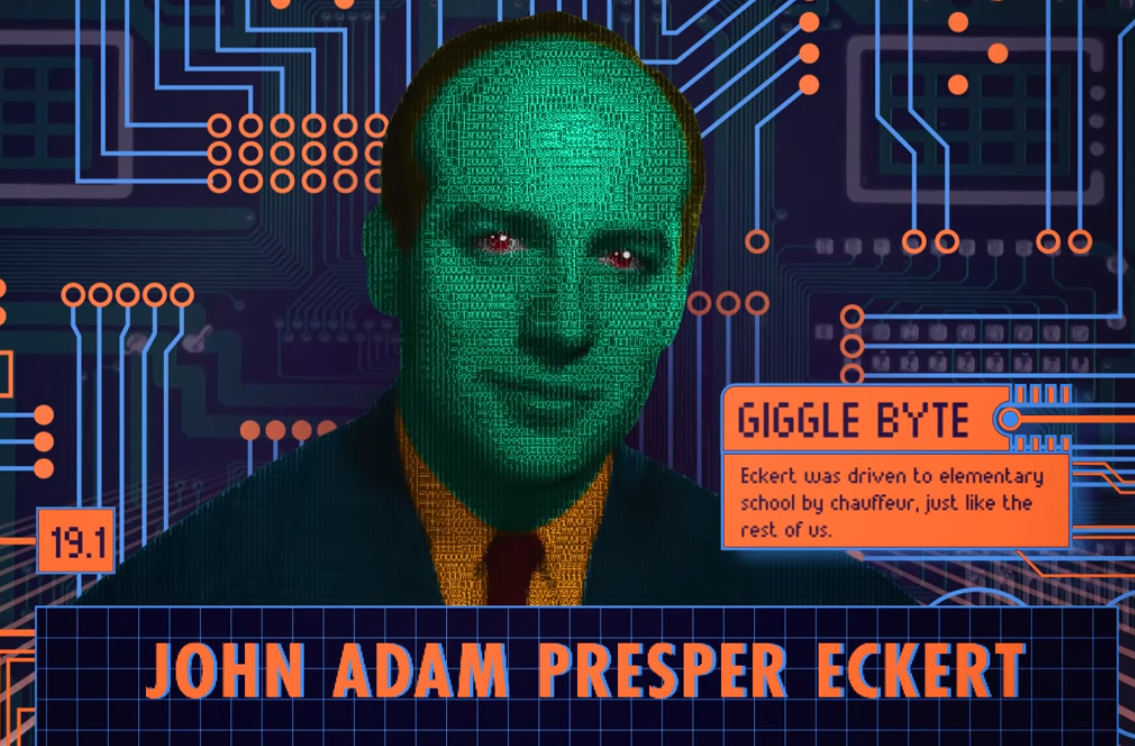 GIGGLE BYTE
Eckert was driven to elementary
school by chauffeur, just like the
rest of us.
19.1
JOHN ADAM PRESPER ECKERT